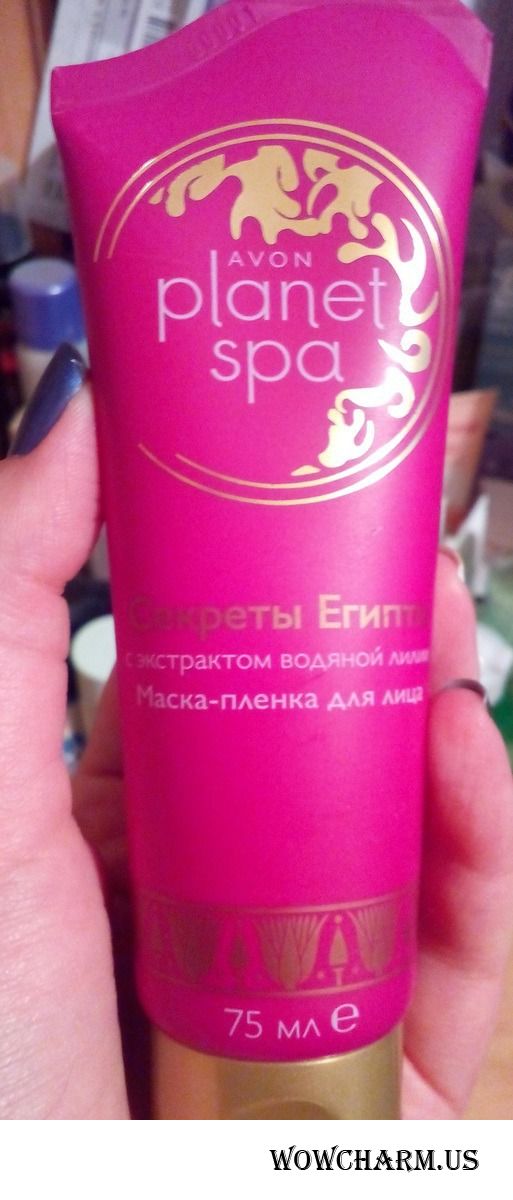 AVON
planet
spa
Секреты Египта
с экстрактом водяной лилии
Маска-пленка для лица
75 мл e
WOWCHARM.US